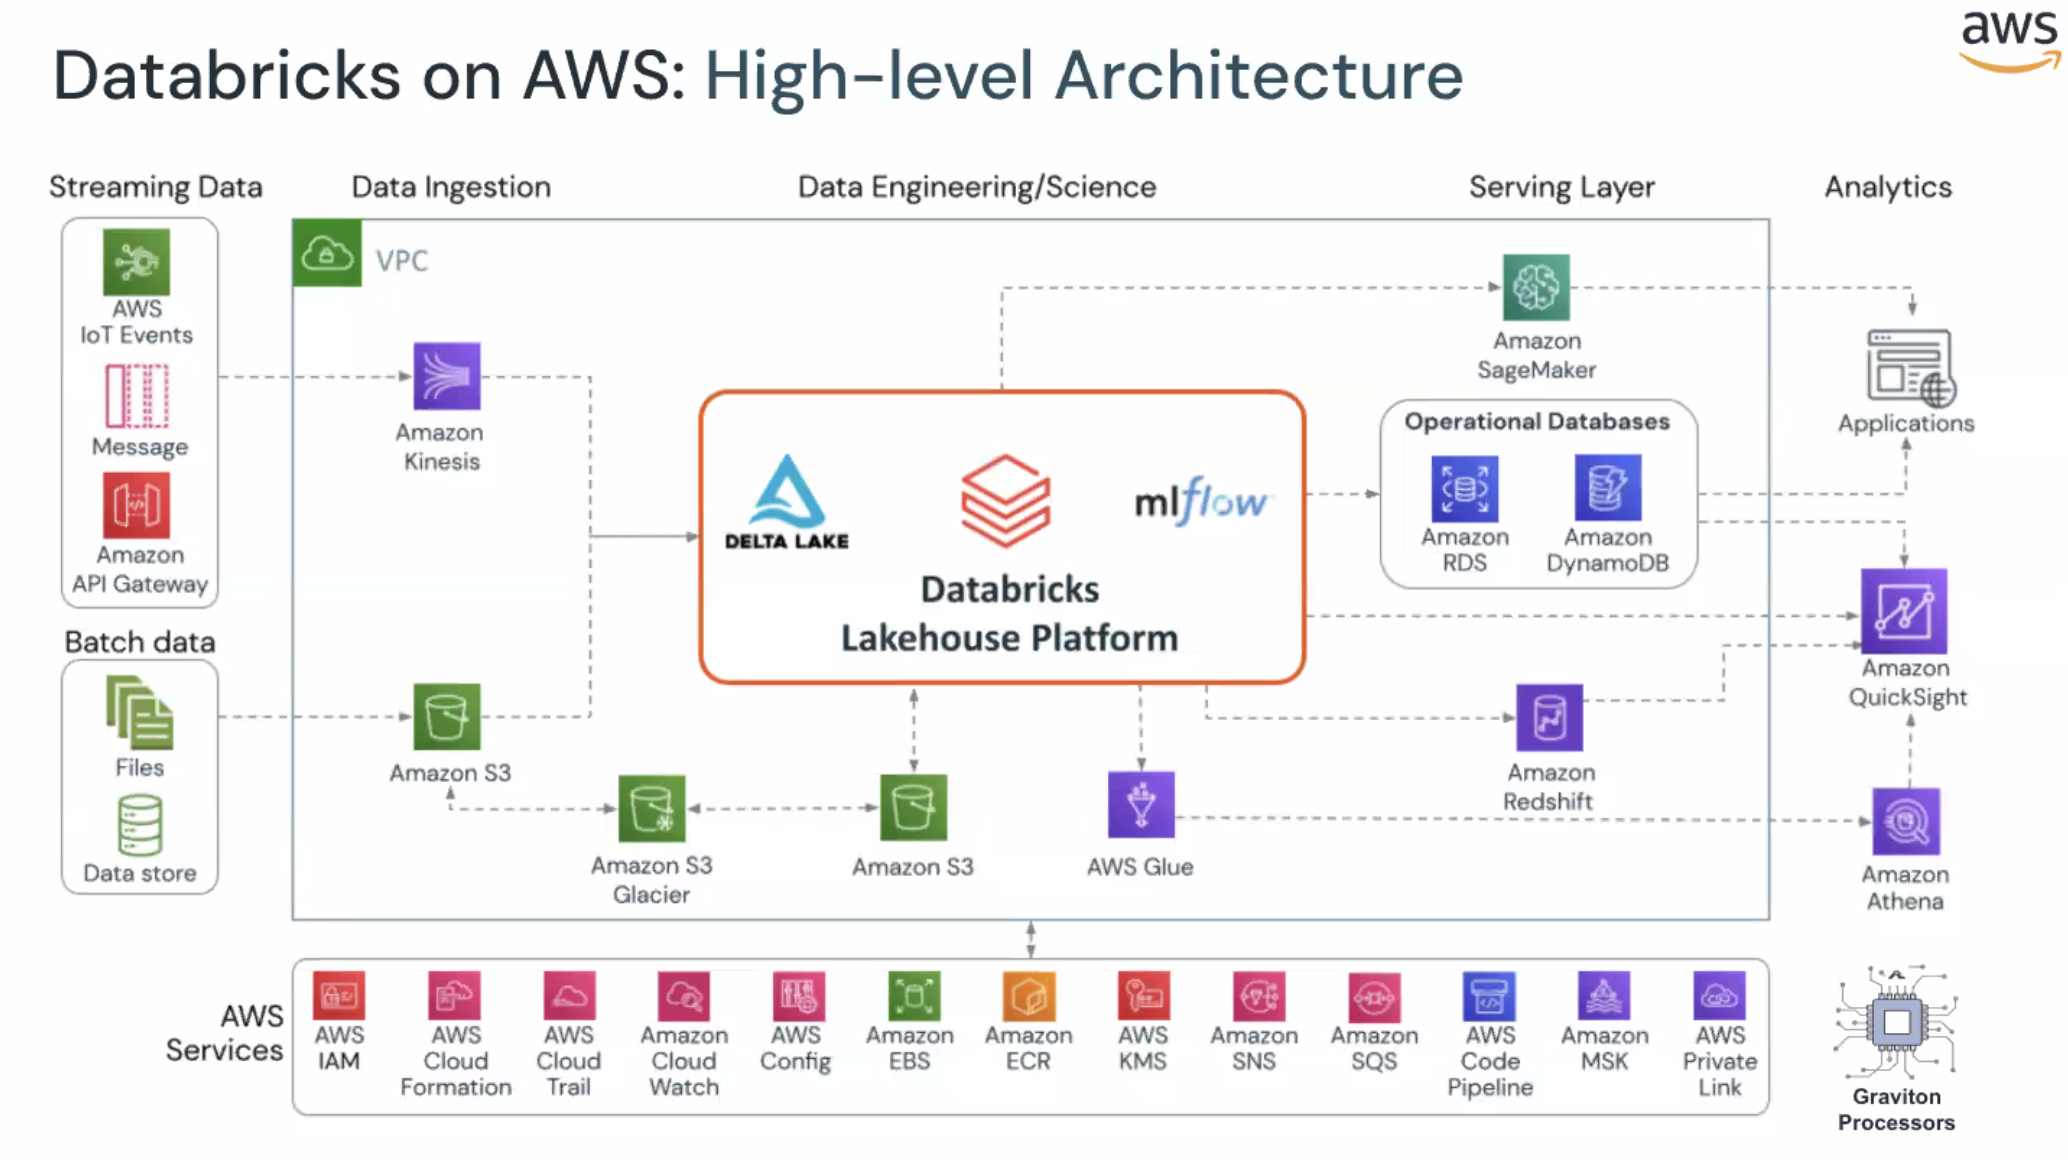 aws
Databricks on AWS: High-level Architecture
Streaming Data
Data Ingestion
Data Engineering/Science
Serving Layer
Analytics
AWS
IoT Events
Message
Amazon
API Gateway
Batch data
Files
Data store
VPC
Amazon
Kinesis
Amazon S3
Amazon S3
Glacier
Amazon S3
AWS Glue
DELTA LAKE
mlflow
Databricks
Lakehouse Platform
Amazon
SageMaker
Operational Databases
Amazon
RDS
Amazon
DynamoDB
Amazon
Redshift
Applications
Amazon
QuickSight
Amazon
Athena
AWS
Services
AWS
IAM
AWS
Cloud
Formation
AWS
Cloud
Trail
Amazon
Cloud
Watch
AWS
Config
Amazon
EBS
Amazon
ECR
AWS
KMS
Amazon
SNS
Amazon
SQS
AWS
Code
Pipeline
Amazon
MSK
AWS
Private
Link
Graviton
Processors